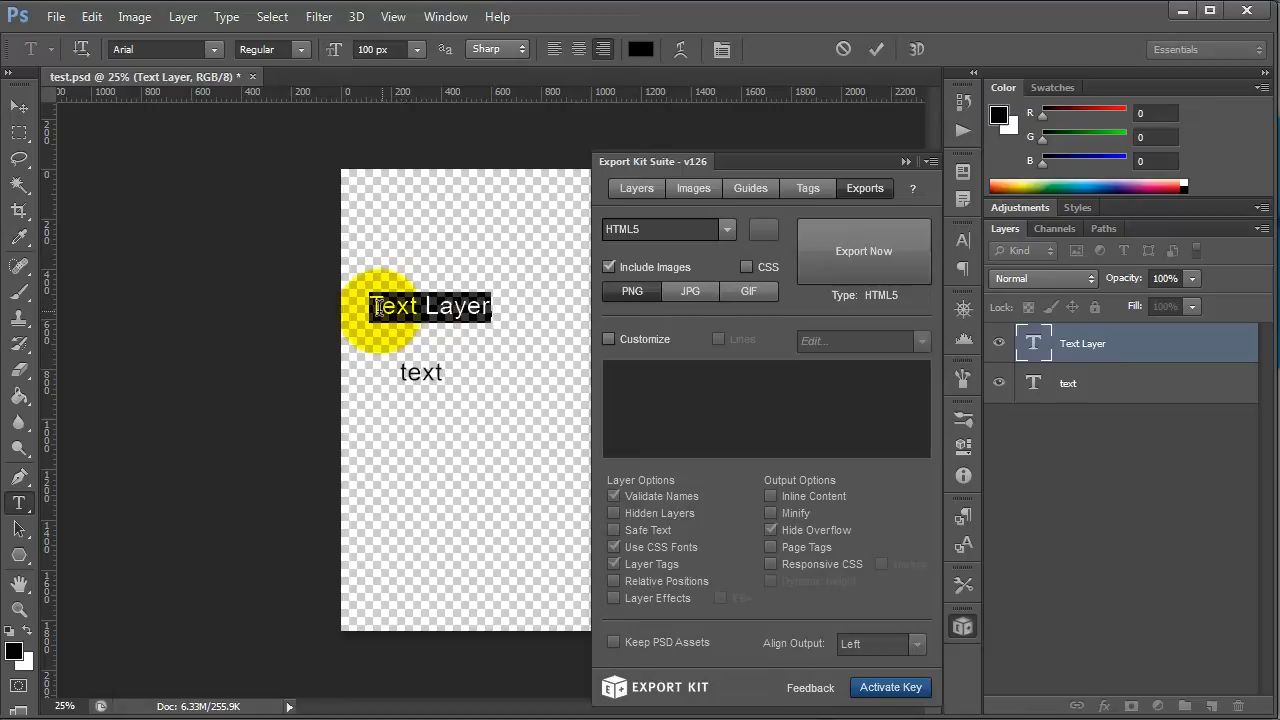 Ps File Edit Image Layer Type Select Filter 3D View Window Help
T Arial Regular 100 px Sharp 3D Essentials
test.psd @ 25% (Text Layer, RGB/8) * ×
1000 800 600 400 200 0 200 400 1000 1200 1400 1600 1800 2000 2200
Color Swatches
R 0
G 0
B 0
Adjustments Styles
Layers Channels Paths
Kind
Normal Opacity: 100%
Lock: Fill: 100%
T Text Layer
T text
Export Kit Suite - v126
Layers Images Guides Tags Exports ?
HTML5 Export Now
Include Images CSS
PNG JPG GIF Type: HTML5
Customize Lines Edit...
Layer Options Output Options
Validate Names Inline Content
Hidden Layers Minify
Safe Text Hide Overflow
Use CSS Fonts Page Tags
Layer Tags Responsive CSS
Relative Positions Dynamic Height
Layer Effects
Keep PSD Assets Align Output: Left
EXPORT KIT Feedback Activate Key
Text Layer
text
25% Doc: 6.33M/255.9K